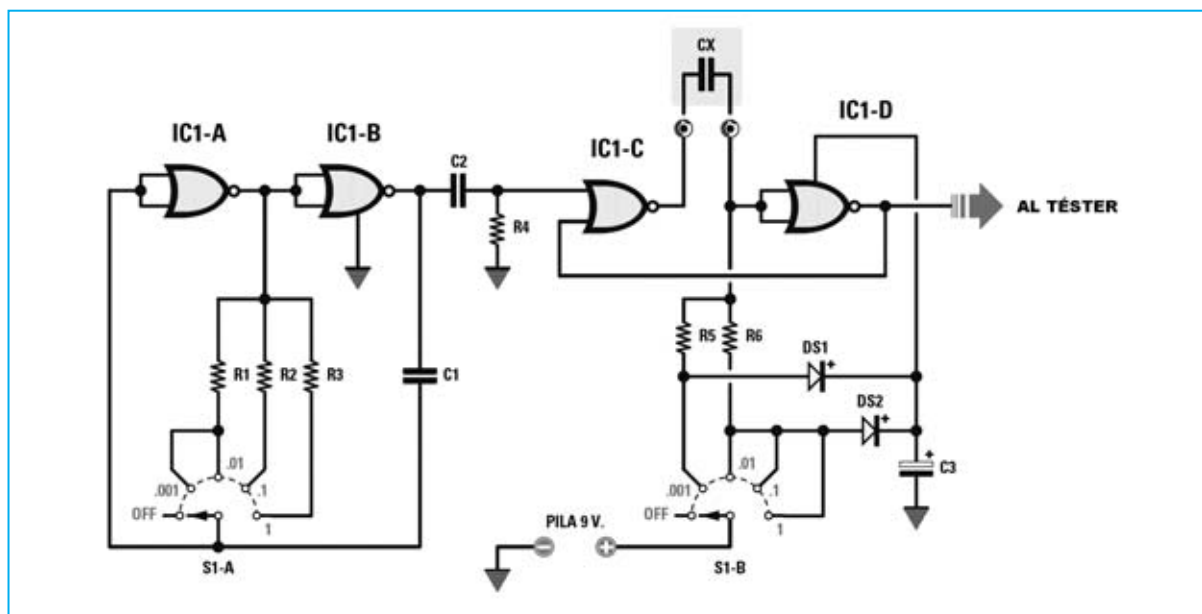 CX
IC1-A
IC1-B
IC1-C
IC1-D
C2
R4
AL TÉSTER
R1
R2
R3
C1
R5
R6
DS1
DS2
C3
+
+
+
.001
.01
.1
1
OFF
S1-A
PILA 9 V.
.001
.01
.1
1
OFF
S1-B